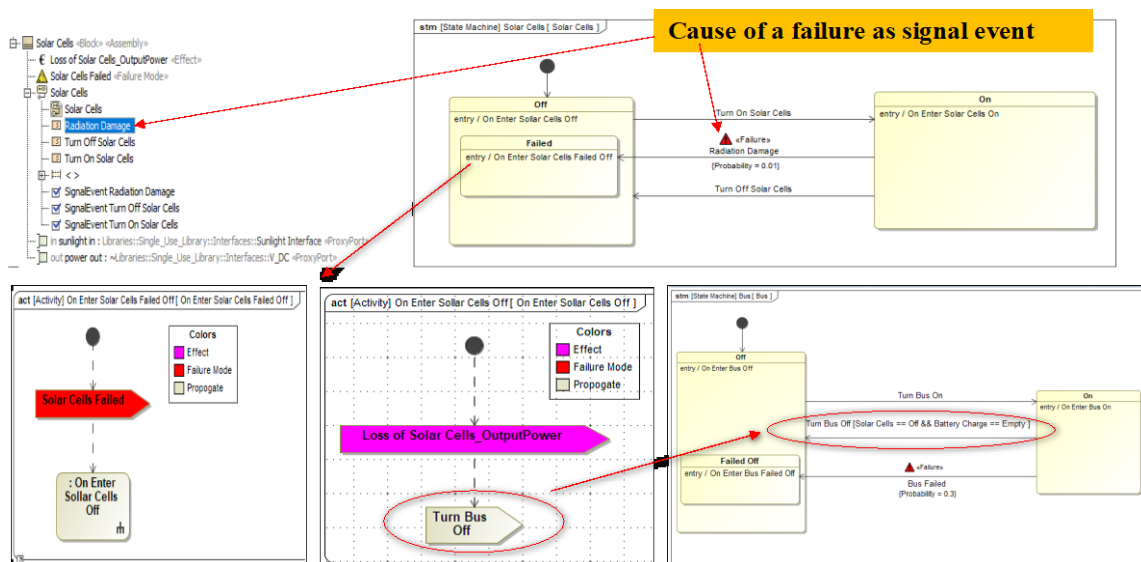 Cause of a failure as signal event
Solar Cells «Block» «Assembly»
Loss of Solar Cells_OutputPower «Effect»
Solar Cells Failed «Failure Mode»
Solar Cells
Solar Cells
Radiation Damage
Turn Off Solar Cells
Turn On Solar Cells
< >
SignalEvent Radiation Damage
SignalEvent Turn Off Solar Cells
SignalEvent Turn On Solar Cells
in sunlight in : Libraries::Single_Use_Library::Interfaces::Sunlight Interface «ProxyPort»
out power out : ~Libraries::Single_Use_Library::Interfaces::V_DC «ProxyPort»
stm [State Machine] Solar Cells [ Solar Cells ]
Off
entry / On Enter Solar Cells Off
Failed
entry / On Enter Solar Cells Failed Off
Turn On Solar Cells
«Failure»
Radiation Damage
{Probability = 0.01}
Turn Off Solar Cells
On
entry / On Enter Solar Cells On
act [Activity] On Enter Solar Cells Failed Off [ On Enter Solar Cells Failed Off ]
Colors
Effect
Failure Mode
Propogate
Solar Cells Failed
: On Enter
Sollar Cells
Off
act [Activity] On Enter Sollar Cells Off [ On Enter Sollar Cells Off ]
Colors
Effect
Failure Mode
Propogate
Loss of Solar Cells_OutputPower
Turn Bus
Off
stm [State Machine] Bus [ Bus ]
Off
entry / On Enter Bus Off
Turn Bus On
Turn Bus Off [Solar Cells == Off && Battery Charge == Empty ]
Failed Off
entry / On Enter Bus Failed Off
«Failure»
Bus Failed
{Probability = 0.3}
On
entry / On Enter Bus On